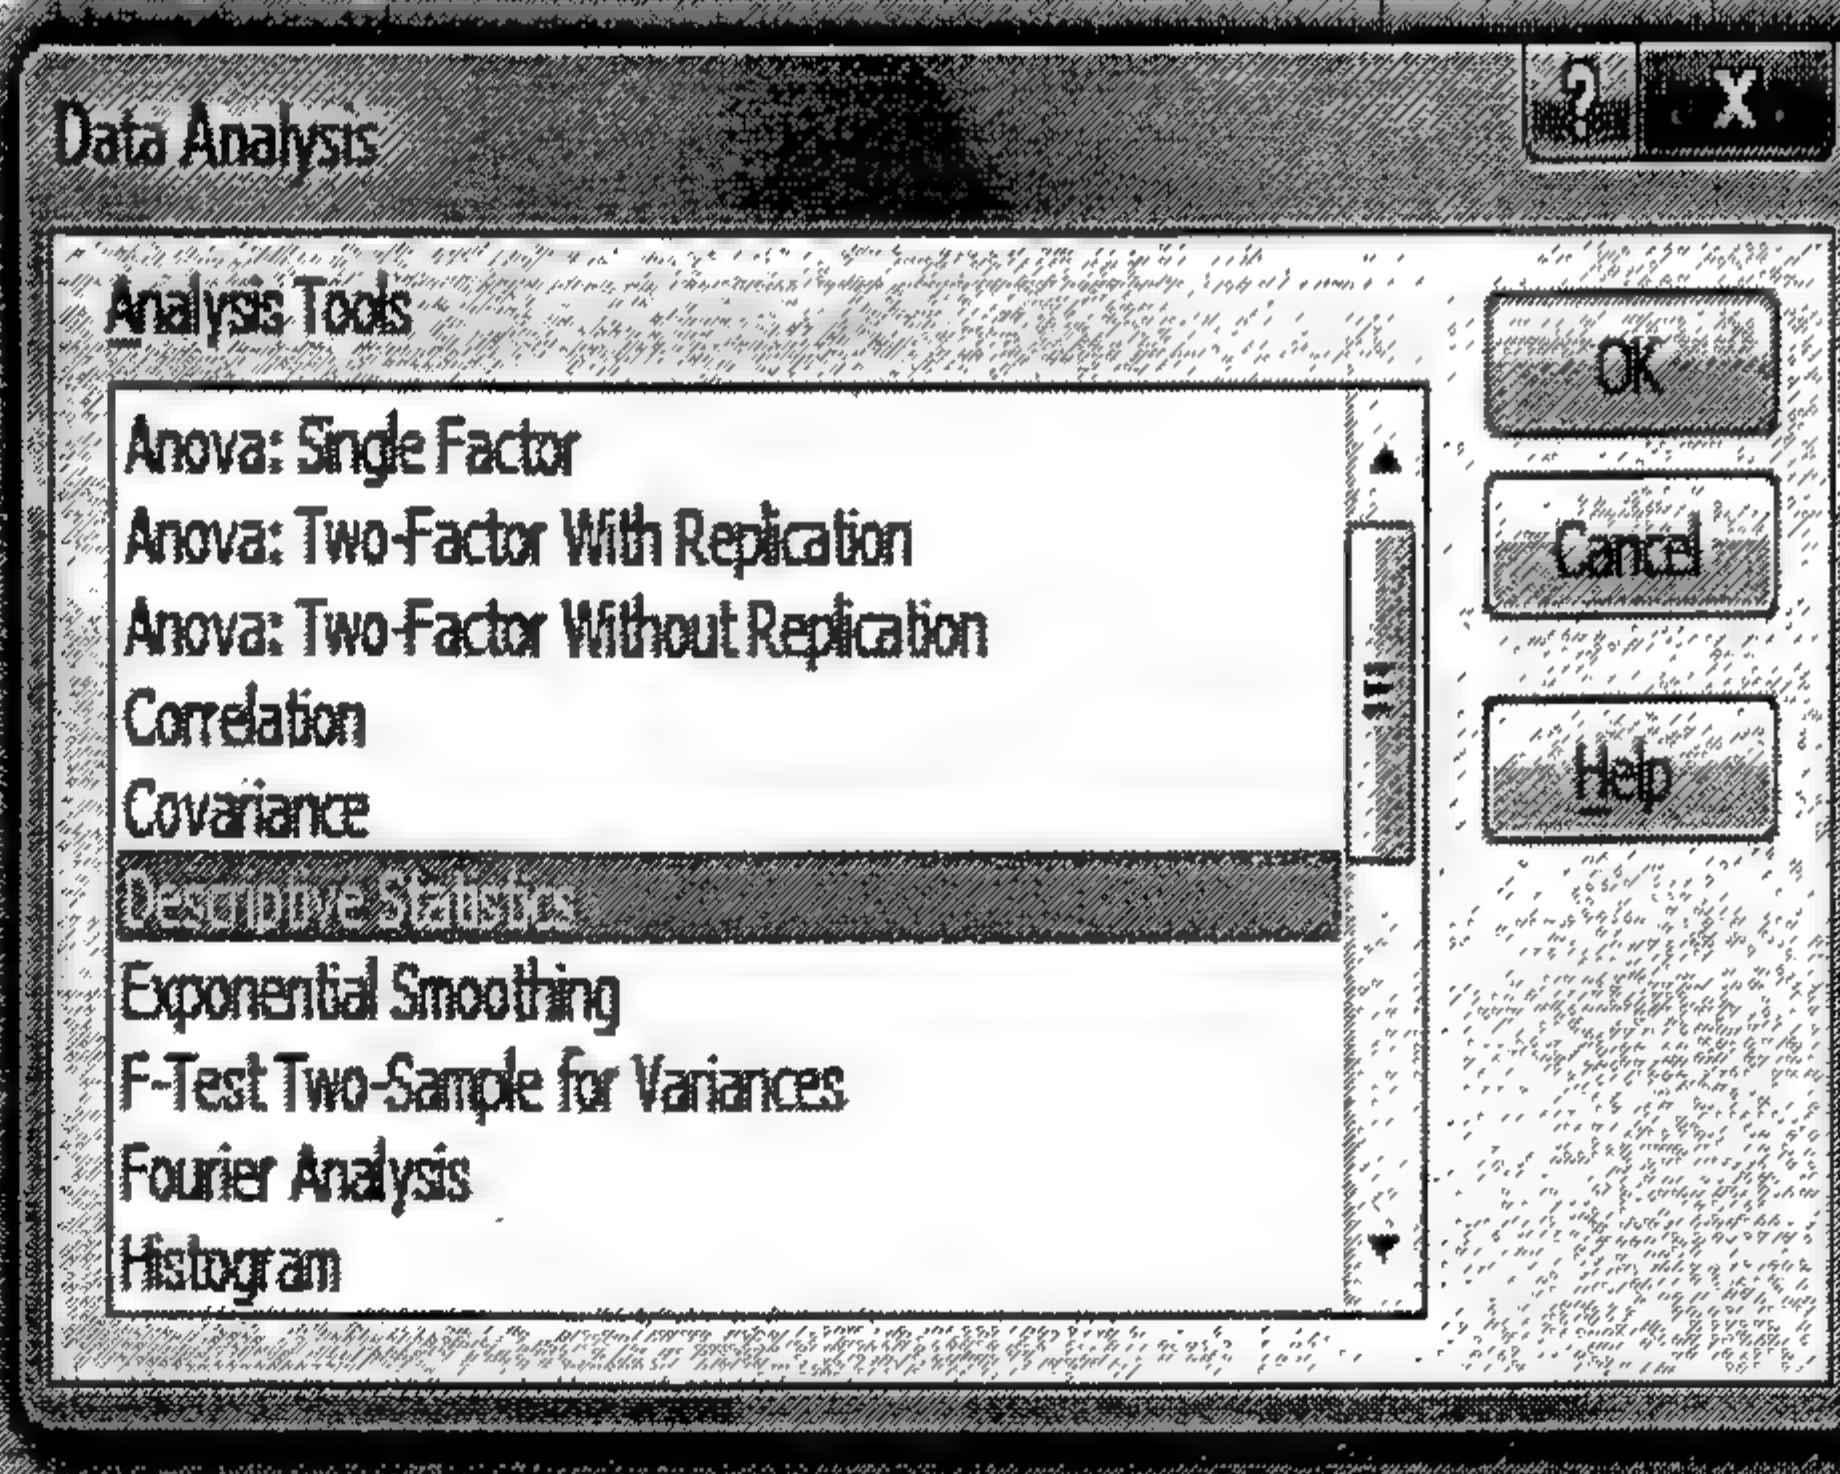 Data Analysis
? X
Analysis Tools
OK
Anova: Single Factor
Anova: Two-Factor With Replication
Cancel
Anova: Two-Factor Without Replication
Correlation
Help
Covariance
Descriptive Statistics
Exponential Smoothing
F-Test Two-Sample for Variances
Fourier Analysis
Histogram